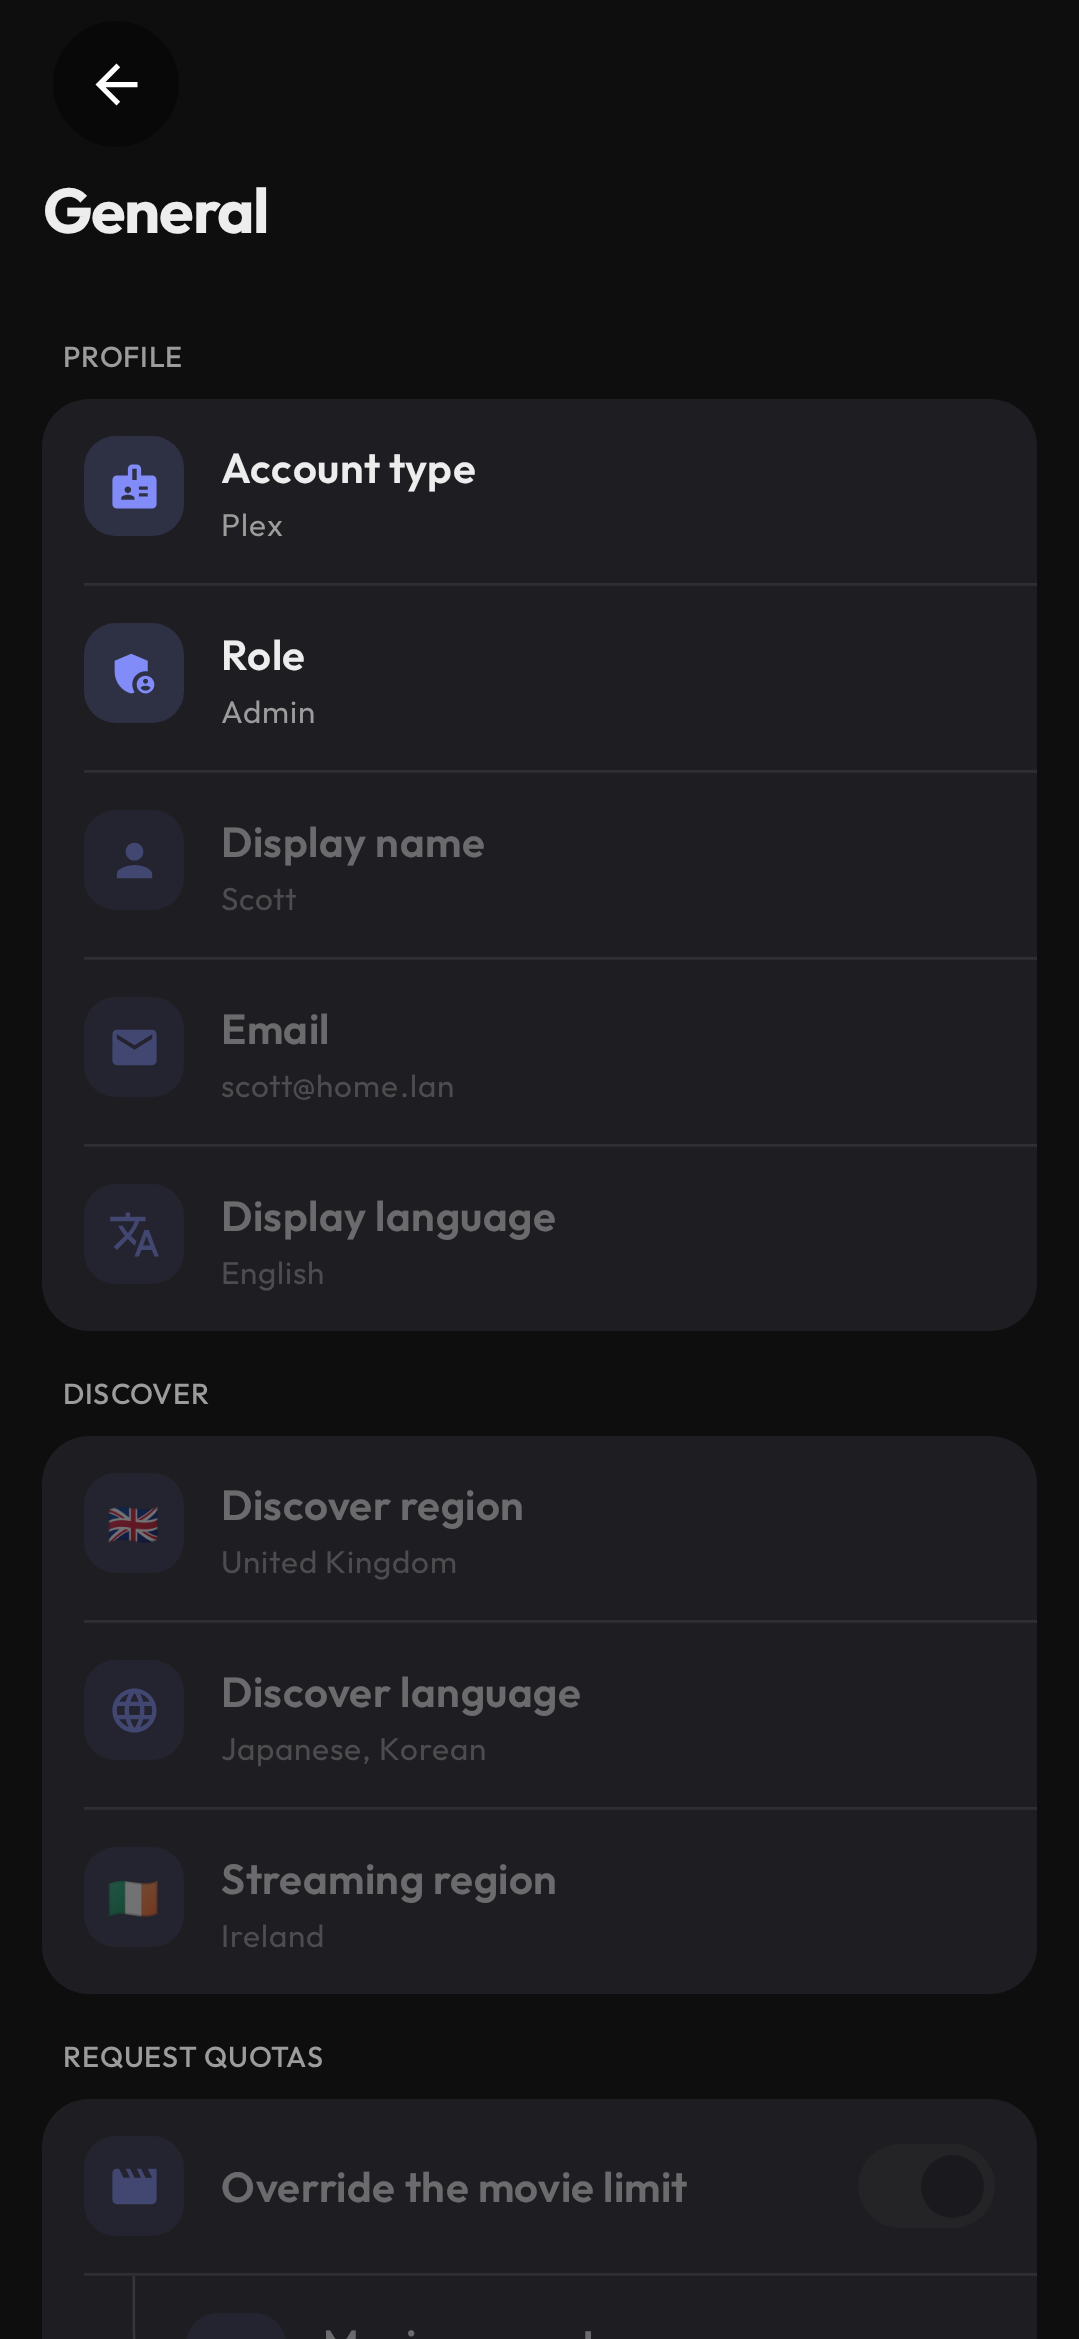 General
PROFILE
Account type
Plex
Role
Admin
Display name
Scott
Email
scott@home.lan
Display language
English
DISCOVER
Discover region
United Kingdom
Discover language
Japanese, Korean
Streaming region
Ireland
REQUEST QUOTAS
Override the movie limit